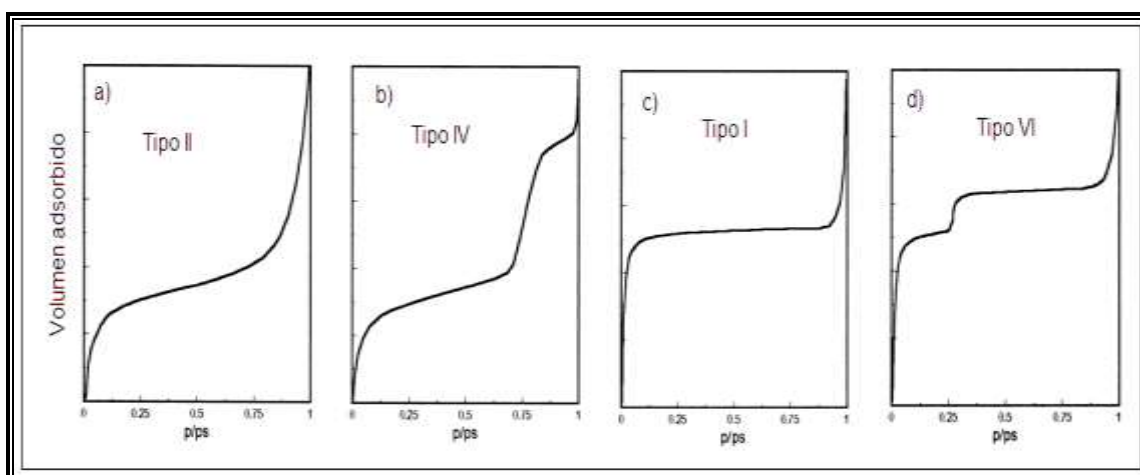 Volumen adsorbido
a)
Tipo II
0 0.25 0.5 0.75 1
p/ps
b)
Tipo IV
0 0.25 0.5 0.75 1
p/ps
c)
Tipo I
0 0.25 0.5 0.75 1
p/ps
d)
Tipo VI
0 0.25 0.5 0.75 1
p/ps